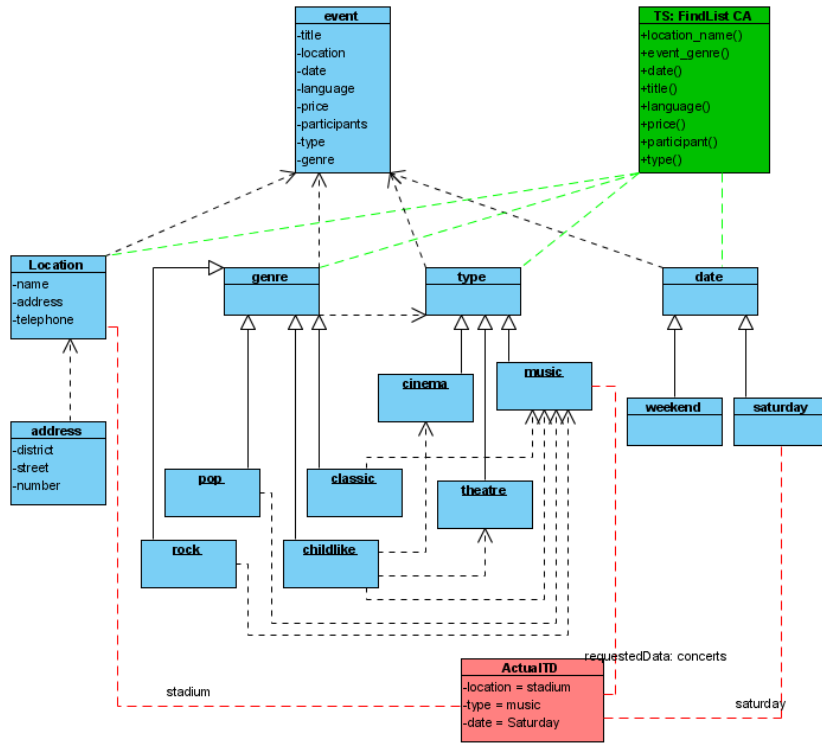 event
-title
-location
-date
-language
-price
-participants
-type
-genre
TS: FindList CA
+location_name()
+event_genre()
+date()
+title()
+language()
+price()
+participant()
+type()
Location
-name
-address
-telephone
genre
type
date
cinema
music
weekend
saturday
address
-district
-street
-number
pop
classic
theatre
rock
childlike
requestedData: concerts
ActualTD
-location = stadium
-type = music
-date = Saturday
stadium
saturday